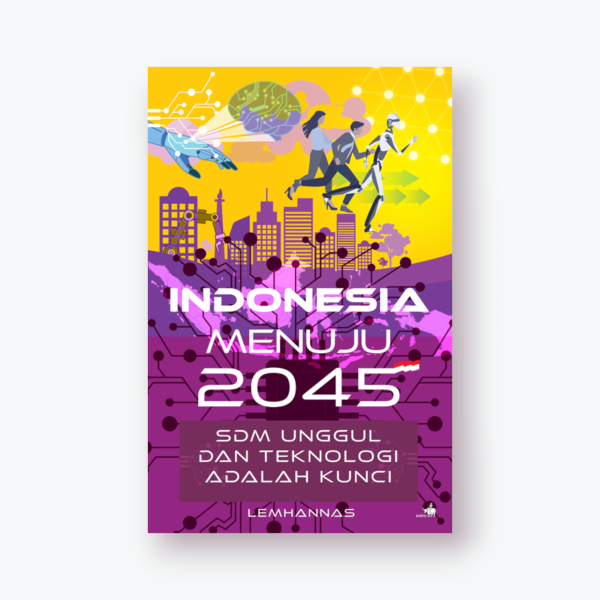 INDONESIA
MENUJU
2045
SDM UNGGUL
DAN TEKNOLOGI
ADALAH KUNCI
LEMHANNAS